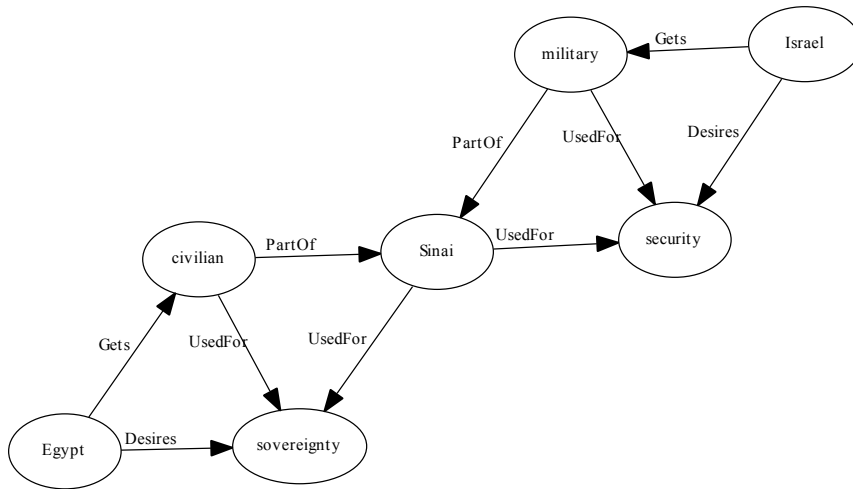 Israel
Gets
military
Desires
PartOf
UsedFor
security
UsedFor
Sinai
PartOf
civilian
UsedFor
UsedFor
Gets
sovereignty
Desires
Egypt